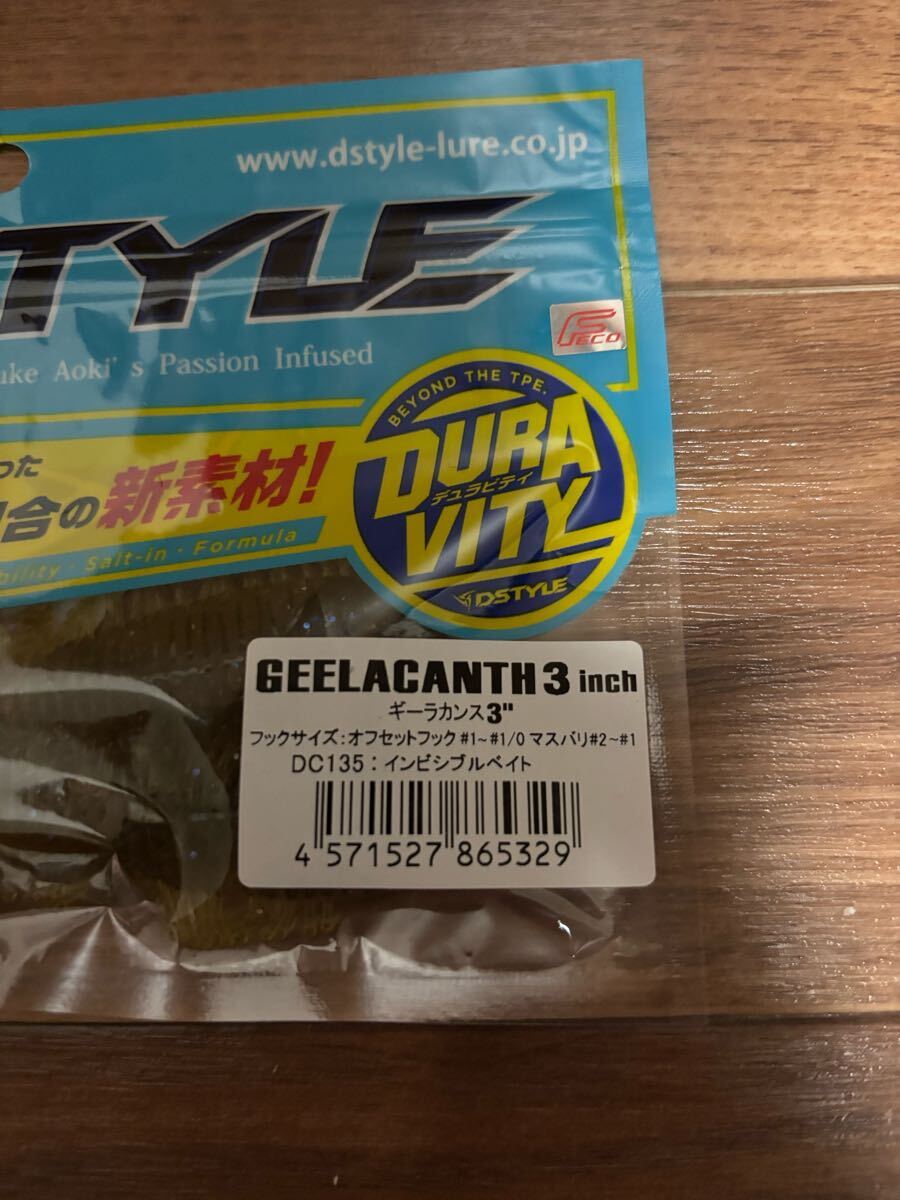 www.dstyle-lure.co.jp
STYLE
FECO
uke Aoki's Passion Infused
BEYOND THE TPE.
DURA
デュラビティ
VITY
DSTYLE
った
合の新素材!
bility・Salt-in・Formula
GEELACANTH 3 inch
ギーラカンス3"
フックサイズ:オフセットフック #1~#1/0 マスバリ#2~#1
DC135:インビシブルベイト
4 571527 865329